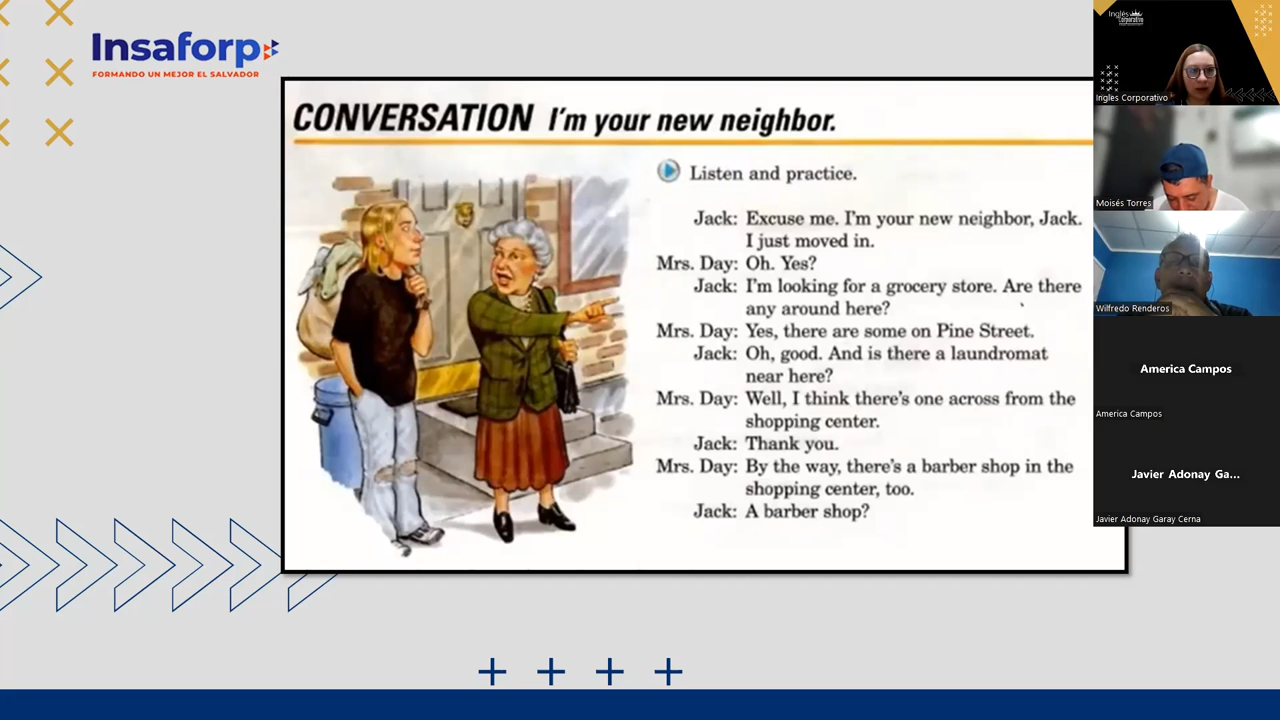 Insaforp
FORMANDO UN MEJOR EL SALVADOR
CONVERSATION I'm your new neighbor.
Listen and practice.
Jack: Excuse me. I'm your new neighbor, Jack.
I just moved in.
Mrs. Day: Oh. Yes?
Jack: I'm looking for a grocery store. Are there
any around here?
Mrs. Day: Yes, there are some on Pine Street.
Jack: Oh, good. And is there a laundromat
near here?
Mrs. Day: Well, I think there's one across from the
shopping center.
Jack: Thank you.
Mrs. Day: By the way, there's a barber shop in the
shopping center, too.
Jack: A barber shop?
Inglés
Corporativo
Ingles Corporativo
Moisés Torres
Wilfredo Renderos
America Campos
America Campos
Javier Adonay Ga...
Javier Adonay Garay Cerna